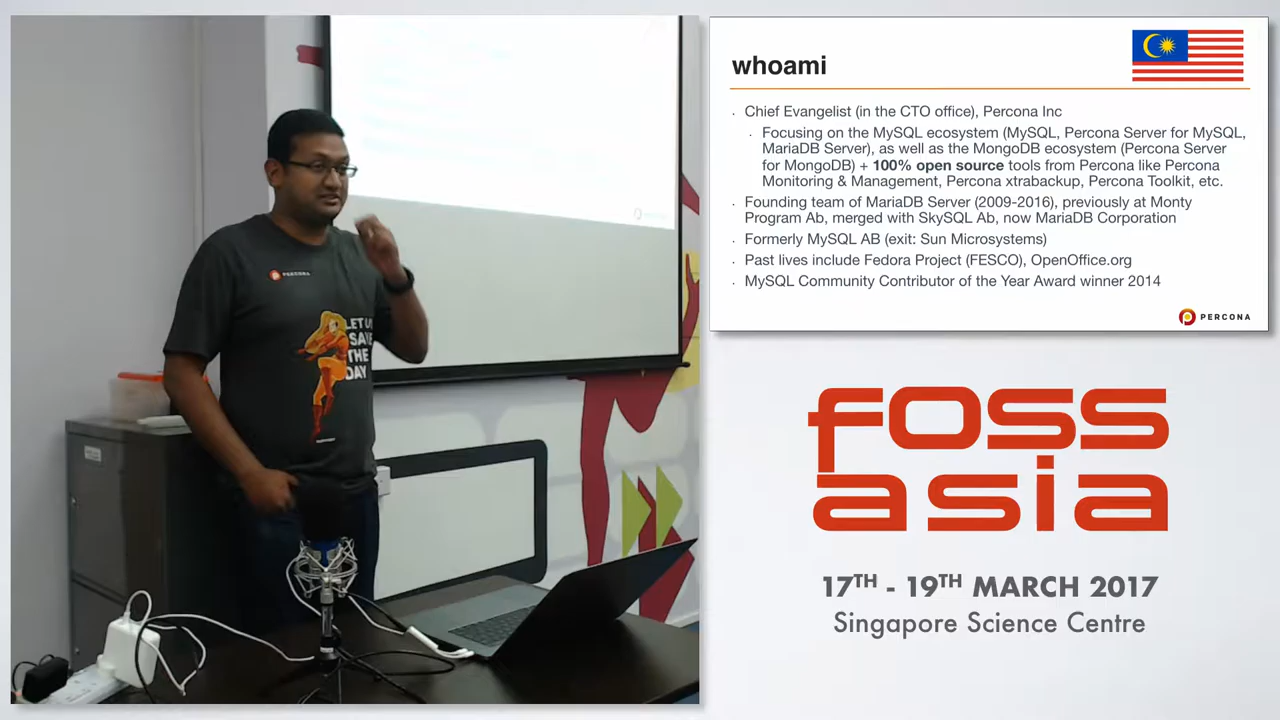 PERCONA
LET U
SAVE
THE
DAY
whoami
Chief Evangelist (in the CTO office), Percona Inc
Focusing on the MySQL ecosystem (MySQL, Percona Server for MySQL,
MariaDB Server), as well as the MongoDB ecosystem (Percona Server
for MongoDB) + 100% open source tools from Percona like Percona
Monitoring & Management, Percona xtrabackup, Percona Toolkit, etc.
Founding team of MariaDB Server (2009-2016), previously at Monty
Program Ab, merged with SkySQL Ab, now MariaDB Corporation
Formerly MySQL AB (exit: Sun Microsystems)
Past lives include Fedora Project (FESCO), OpenOffice.org
MySQL Community Contributor of the Year Award winner 2014
PERCONA
foss
asia
17TH - 19TH MARCH 2017
Singapore Science Centre